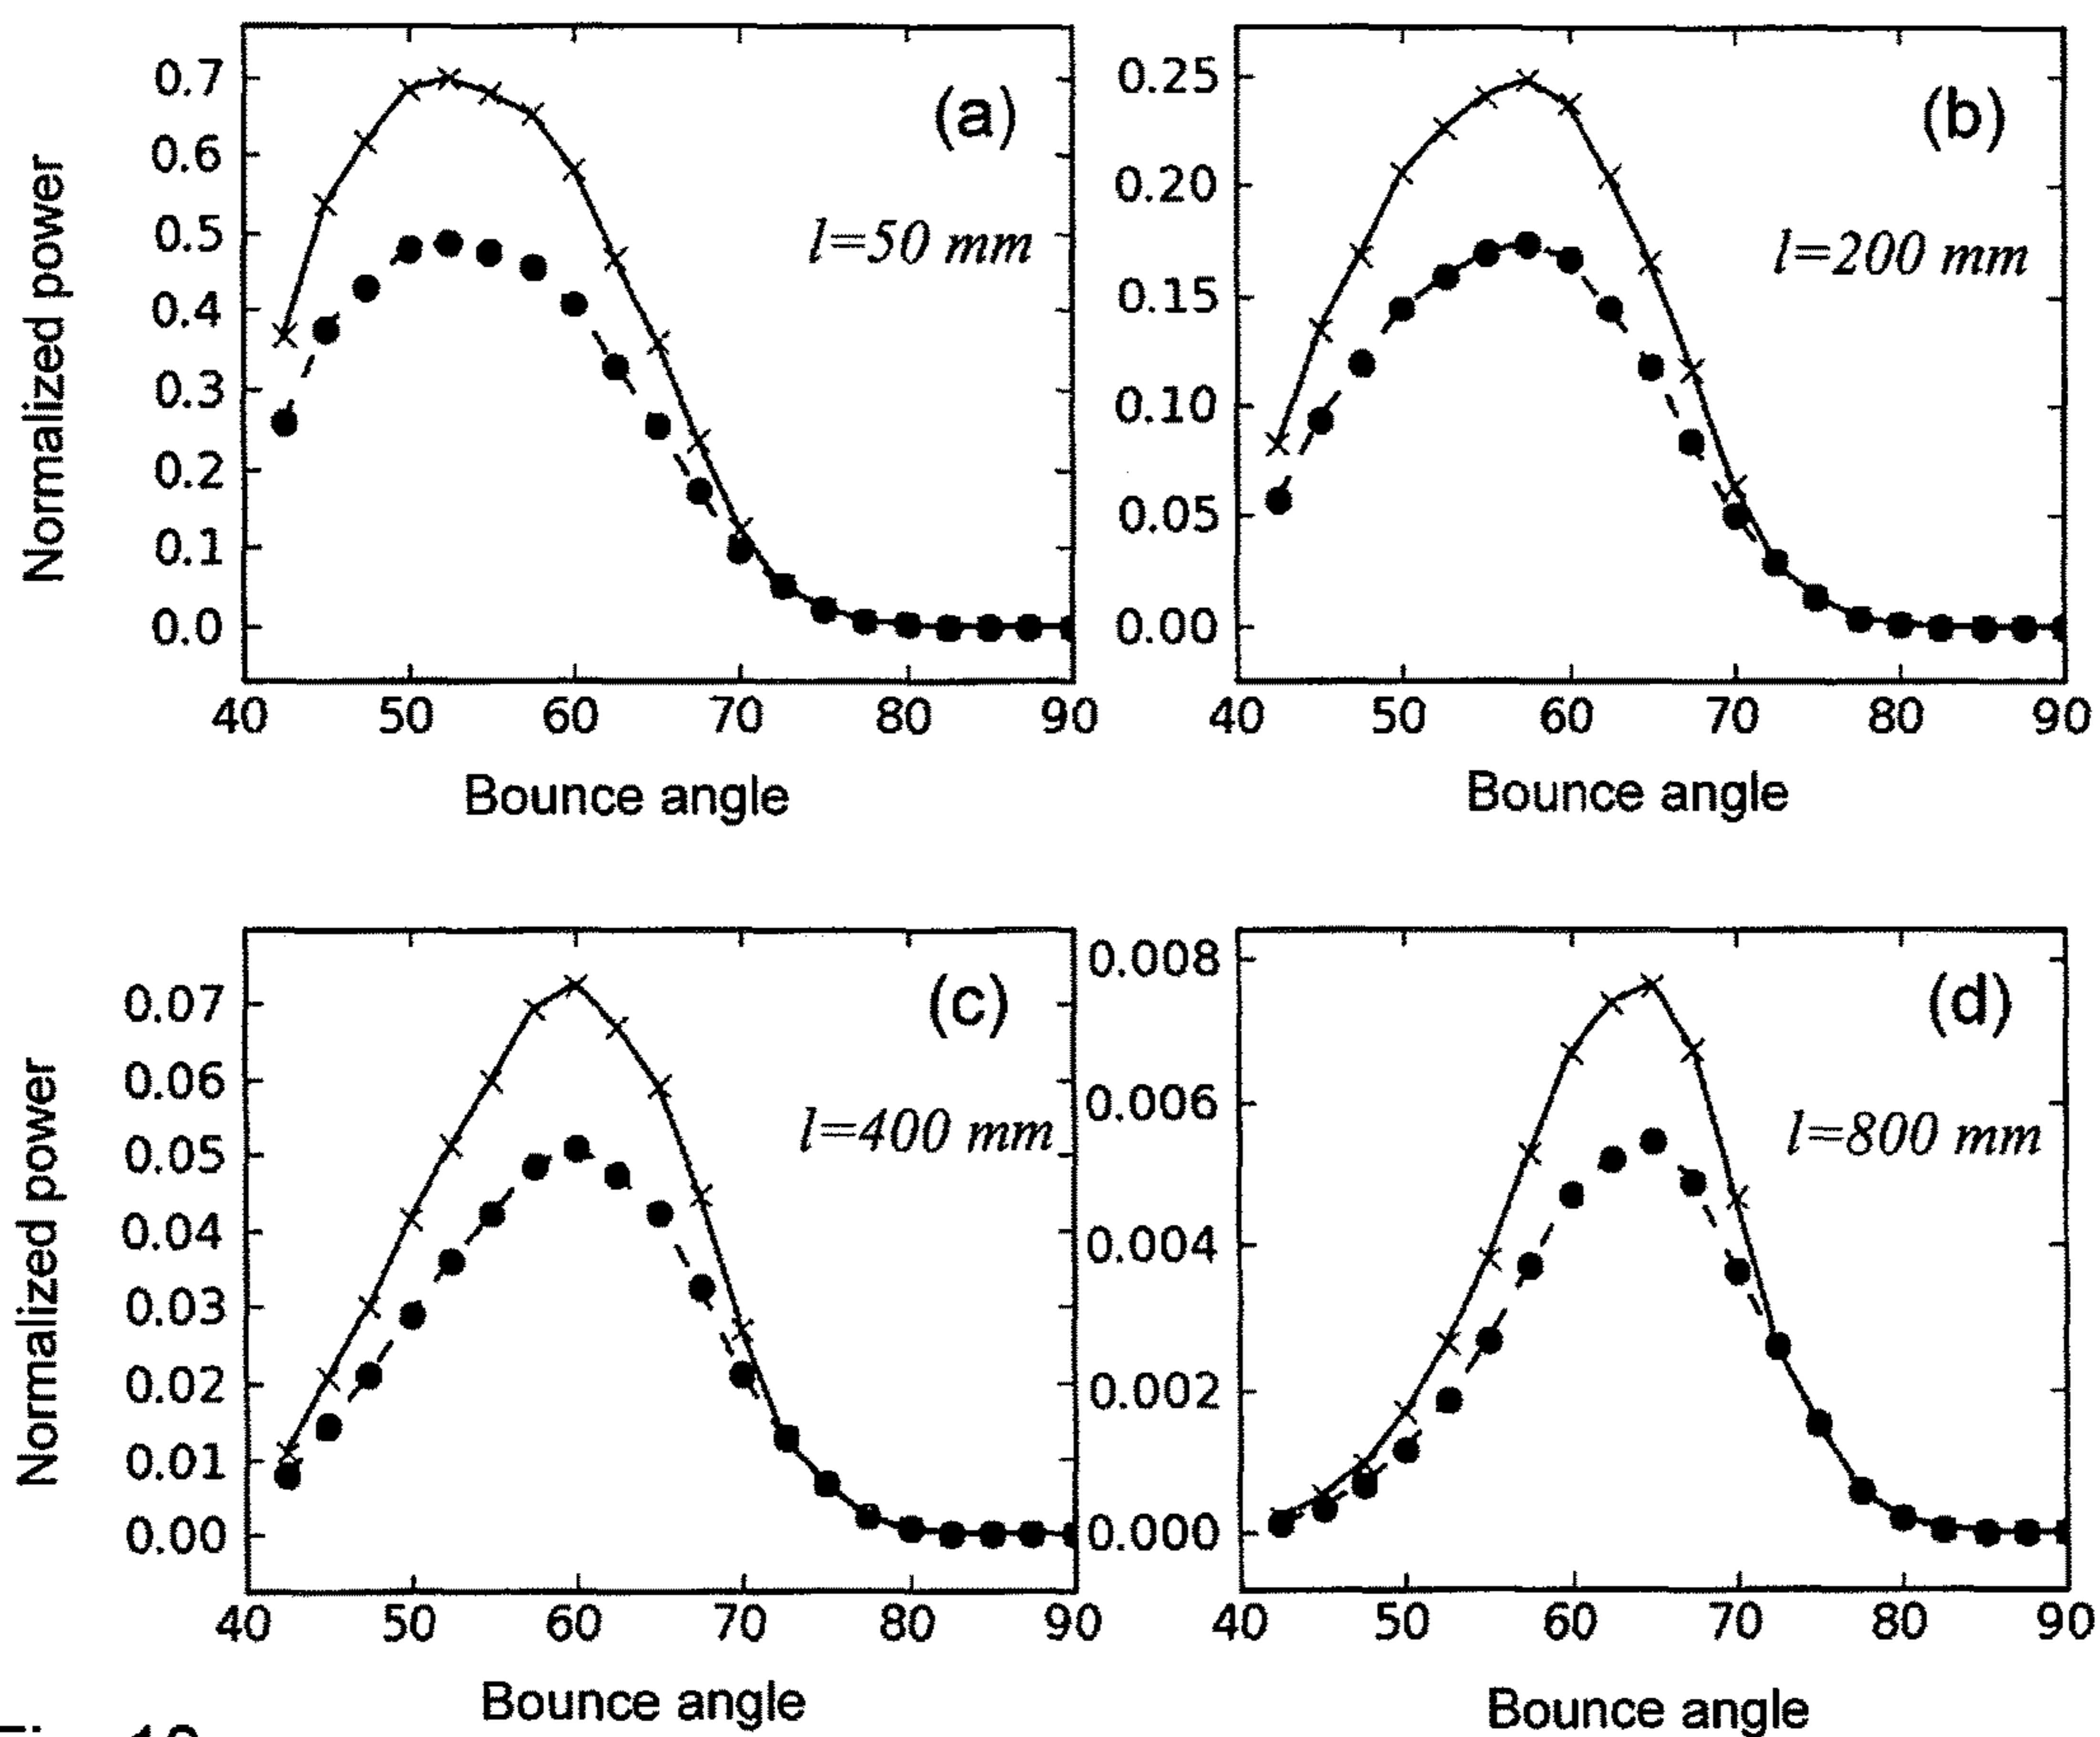 0.7
0.6
0.5
0.4
0.3
0.2
0.1
0.0
Normalized power
(a)
l=50 mm
40 50 60 70 80 90
Bounce angle
0.25
0.20
0.15
0.10
0.05
0.00
(b)
l=200 mm
40 50 60 70 80 90
Bounce angle
0.07
0.06
0.05
0.04
0.03
0.02
0.01
0.00
Normalized power
(c)
l=400 mm
40 50 60 70 80 90
Bounce angle
0.008
0.006
0.004
0.002
0.000
(d)
l=800 mm
40 50 60 70 80 90
Bounce angle